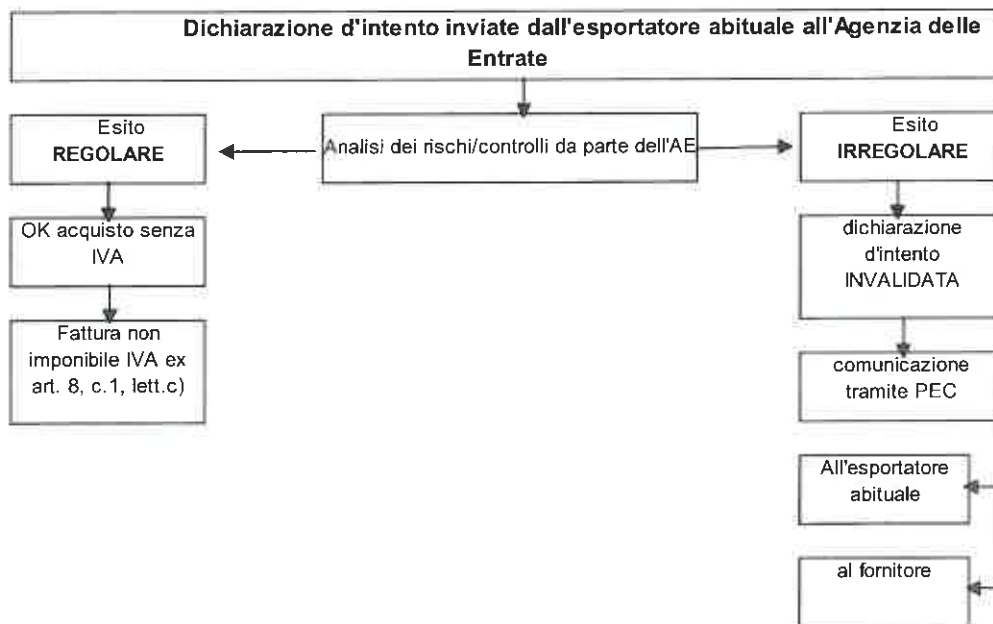 Dichiarazione d'intento inviate dall'esportatore abituale all'Agenzia delle
Entrate
Esito
REGOLARE
Analisi dei rischi/controlli da parte dell'AE
Esito
IRREGOLARE
OK acquisto senza
IVA
dichiarazione
d'intento
INVALIDATA
Fattura non
imponibile IVA ex
art. 8, c.1, lett.c)
comunicazione
tramite PEC
All'esportatore
abituale
al fornitore